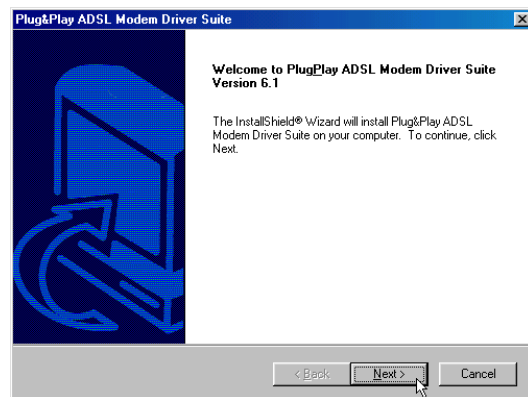 Plug&Play ADSL Modem Driver Suite
Welcome to PlugPlay ADSL Modem Driver Suite
Version 6.1
The InstallShield® Wizard will install Plug&Play ADSL
Modem Driver Suite on your computer. To continue, click
Next.
< Back Next > Cancel